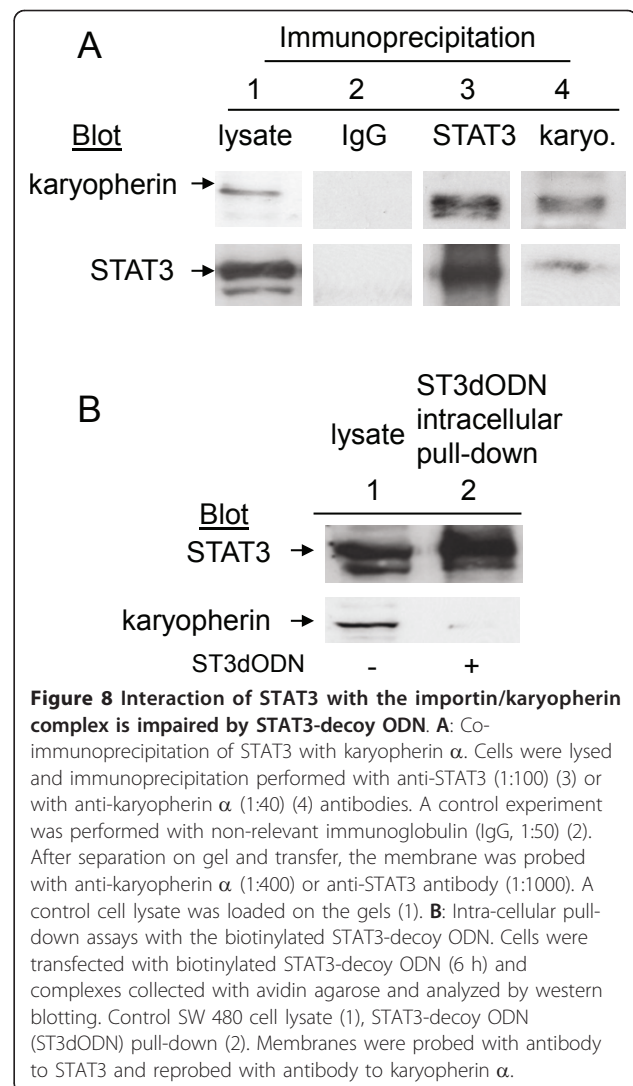 A
Immunoprecipitation
1 2 3 4
Blot lysate IgG STAT3 karyo.
karyopherin
STAT3
B
ST3dODN
lysate intracellular
pull-down
1 2
Blot
STAT3
karyopherin
ST3dODN - +
Figure 8 Interaction of STAT3 with the importin/karyopherin
complex is impaired by STAT3-decoy ODN. A: Co-
immunoprecipitation of STAT3 with karyopherin α. Cells were lysed
and immunoprecipitation performed with anti-STAT3 (1:100) (3) or
with anti-karyopherin α (1:40) (4) antibodies. A control experiment
was performed with non-relevant immunoglobulin (IgG, 1:50) (2).
After separation on gel and transfer, the membrane was probed
with anti-karyopherin α (1:400) or anti-STAT3 antibody (1:1000). A
control cell lysate was loaded on the gels (1). B: Intra-cellular pull-
down assays with the biotinylated STAT3-decoy ODN. Cells were
transfected with biotinylated STAT3-decoy ODN (6 h) and
complexes collected with avidin agarose and analyzed by western
blotting. Control SW 480 cell lysate (1), STAT3-decoy ODN
(ST3dODN) pull-down (2). Membranes were probed with antibody
to STAT3 and reprobed with antibody to karyopherin α.